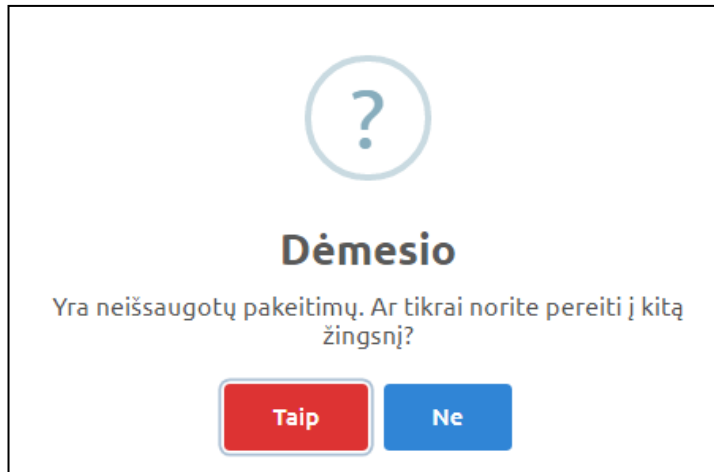 ?
Dėmesio
Yra neišsaugotų pakeitimų. Ar tikrai norite pereiti į kitą
žingsnį?
Taip Ne